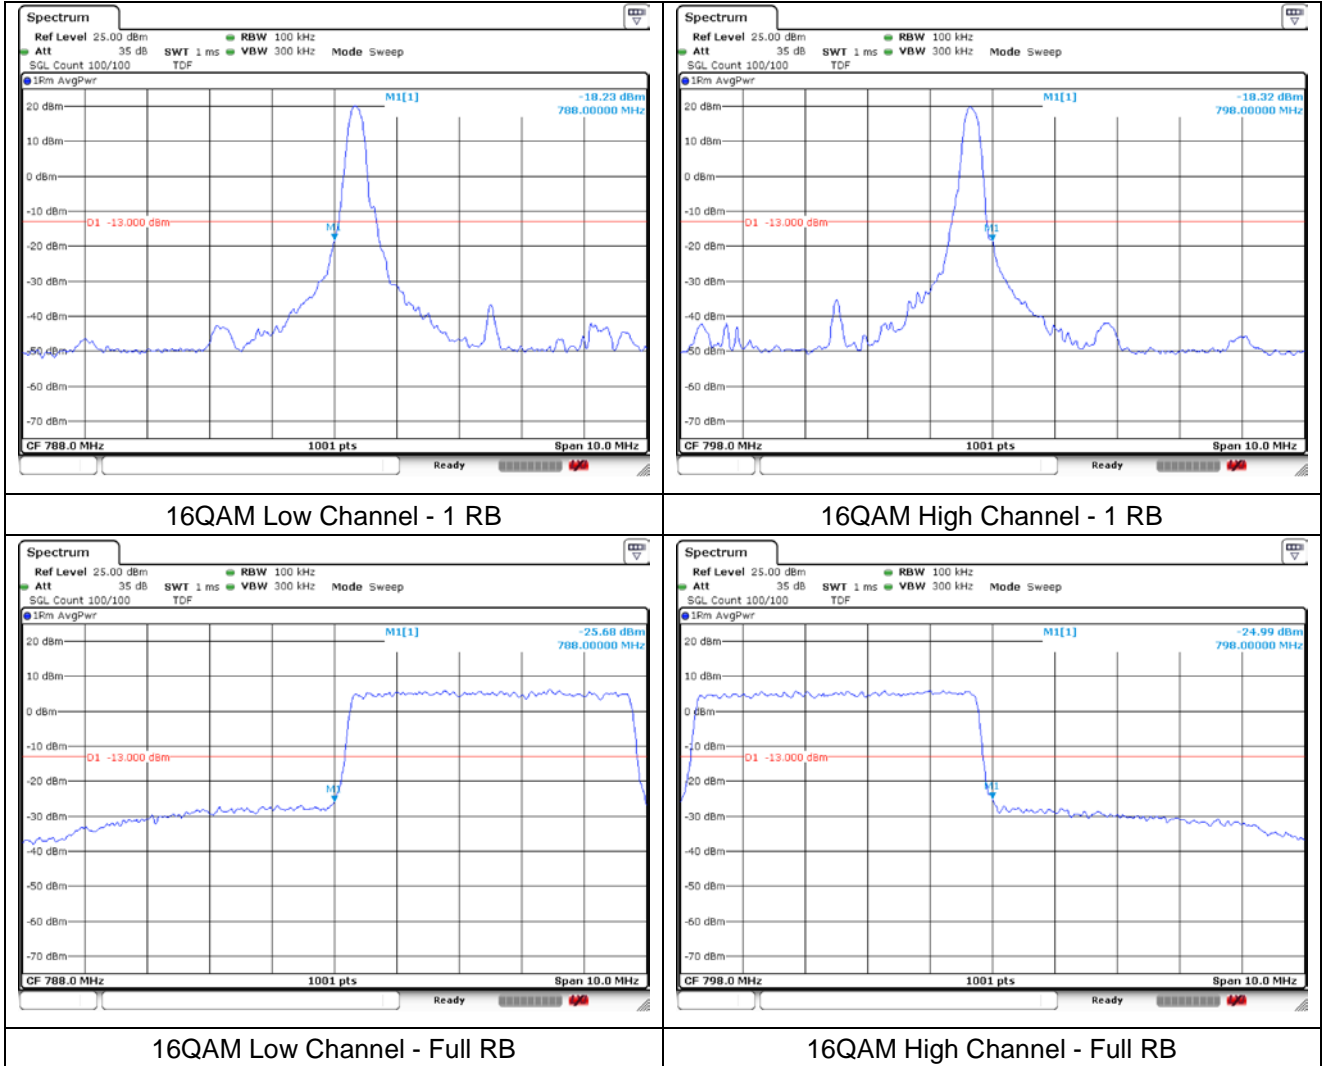 Spectrum
Ref Level 25.00 dBm RBW 100 kHz
Att 35 dB SWT 1 ms VBW 300 kHz Mode Sweep
SGL Count 100/100 TDF
1Rm AvgPwr
M1[1] -18.23 dBm
788.00000 MHz
20 dBm
10 dBm
0 dBm
-10 dBm
D1 -13.000 dBm
M1
-20 dBm
-30 dBm
-40 dBm
-50 dBm
-60 dBm
-70 dBm
CF 788.0 MHz 1001 pts Span 10.0 MHz
Ready
16QAM Low Channel - 1 RB
Spectrum
Ref Level 25.00 dBm RBW 100 kHz
Att 35 dB SWT 1 ms VBW 300 kHz Mode Sweep
SGL Count 100/100 TDF
1Rm AvgPwr
M1[1] -18.32 dBm
798.00000 MHz
20 dBm
10 dBm
0 dBm
-10 dBm
D1 -13.000 dBm
M1
-20 dBm
-30 dBm
-40 dBm
-50 dBm
-60 dBm
-70 dBm
CF 798.0 MHz 1001 pts Span 10.0 MHz
Ready
16QAM High Channel - 1 RB
Spectrum
Ref Level 25.00 dBm RBW 100 kHz
Att 35 dB SWT 1 ms VBW 300 kHz Mode Sweep
SGL Count 100/100 TDF
1Rm AvgPwr
M1[1] -25.68 dBm
788.00000 MHz
20 dBm
10 dBm
0 dBm
-10 dBm
D1 -13.000 dBm
-20 dBm
M1
-30 dBm
-40 dBm
-50 dBm
-60 dBm
-70 dBm
CF 788.0 MHz 1001 pts Span 10.0 MHz
Ready
16QAM Low Channel - Full RB
Spectrum
Ref Level 25.00 dBm RBW 100 kHz
Att 35 dB SWT 1 ms VBW 300 kHz Mode Sweep
SGL Count 100/100 TDF
1Rm AvgPwr
M1[1] -24.99 dBm
798.00000 MHz
20 dBm
10 dBm
0 dBm
-10 dBm
D1 -13.000 dBm
-20 dBm
M1
-30 dBm
-40 dBm
-50 dBm
-60 dBm
-70 dBm
CF 798.0 MHz 1001 pts Span 10.0 MHz
Ready
16QAM High Channel - Full RB